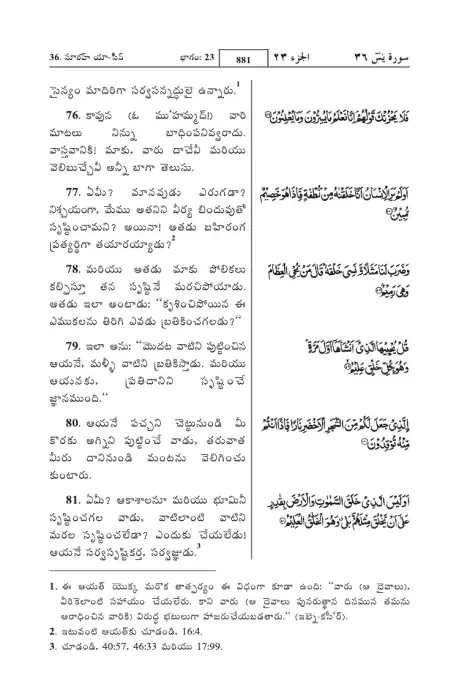 36. సూరహ్ యా-సీన్ భాగం: 23 881 الجزء ٢٣ سورة يس ٣٦
సైన్యం మాదిరిగా సర్వసన్నద్ధులై ఉన్నారు.1
76. కావున (ఓ ము'హమ్మద్!) వారి
మాటలు నిన్ను బాధింపనివ్వరాదు.
వాస్తవానికి! మాకు, వారు దాచేవీ మరియు
వెలిబుచ్చేవీ అన్నీ బాగా తెలుసు.
فَلَا يَحْزُنْكَ قَوْلُهُمْ إِنَّا نَعْلَمُ مَا يُسِرُّونَ وَمَا يُعْلِنُونَ
77. ఏమీ? మానవుడు ఎరుగడా?
నిశ్చయంగా, మేము అతనిని వీర్య బిందువుతో
సృష్టించామని? అయినా! అతడు బహిరంగ
ప్రత్యర్థిగా తయారయ్యాడు?2
أَوَلَمْ يَرَ الْإِنْسَانُ أَنَّا خَلَقْنَاهُ مِنْ نُطْفَةٍ فَإِذَا هُوَ خَصِيمٌ
مُبِينٌ
78. మరియు అతడు మాకు పోలికలు
కల్పిస్తూ తన సృష్టినే మరచిపోయాడు.
అతడు ఇలా అంటాడు: "కృశించిపోయిన ఈ
ఎముకలను తిరిగి ఎవడు బ్రతికించగలడు?"
وَضَرَبَ لَنَا مَثَلًا وَنَسِيَ خَلْقَهُ قَالَ مَنْ يُحْيِي الْعِظَامَ
وَهِيَ رَمِيمٌ
79. ఇలా అను: "మొదట వాటిని పుట్టించిన
ఆయనే, మళ్ళీ వాటిని బ్రతికిస్తాడు. మరియు
ఆయనకు, ప్రతిదానిని సృష్టించే
జ్ఞానముంది."
قُلْ يُحْيِيهَا الَّذِي أَنْشَأَهَا أَوَّلَ مَرَّةٍ
وَهُوَ بِكُلِّ خَلْقٍ عَلِيمٌ
80. ఆయనే పచ్చని చెట్టునుండి మీ
కొరకు అగ్నిని పుట్టించే వాడు, తరువాత
మీరు దానినుండి మంటను వెలిగించు
కుంటారు.
الَّذِي جَعَلَ لَكُمْ مِنَ الشَّجَرِ الْأَخْضَرِ نَارًا فَإِذَا أَنْتُمْ
مِنْهُ تُوقِدُونَ
81. ఏమీ? ఆకాశాలనూ మరియు భూమినీ
సృష్టించగల వాడు, వాటిలాంటి వాటిని
మరల సృష్టించలేడా? ఎందుకు చేయలేడు!
ఆయనే సర్వసృష్టికర్త, సర్వజ్ఞుడు.3
أَوَلَيْسَ الَّذِي خَلَقَ السَّمَاوَاتِ وَالْأَرْضَ بِقَادِرٍ
عَلَىٰ أَنْ يَخْلُقَ مِثْلَهُمْ بَلَىٰ وَهُوَ الْخَلَّاقُ الْعَلِيمُ
1. ఈ ఆయత్ యొక్క మరొక తాత్పర్యం ఈ విధంగా కూడా ఉంది: "వారు (ఆ దైవాలు),
వీరికెలాంటి సహాయం చేయలేరు. కాని వారు (ఆ దైవాలు పునరుత్థాన దినమున తమను
ఆరాధించిన వారికి) విరుద్ధ భటులుగా హాజరుచేయబడతారు." (ఇబ్నె-కసీ'ర్).
2. ఇటువంటి ఆయత్‌కు చూడండి, 16:4.
3. చూడండి, 40:57, 46:33 మరియు 17:99.